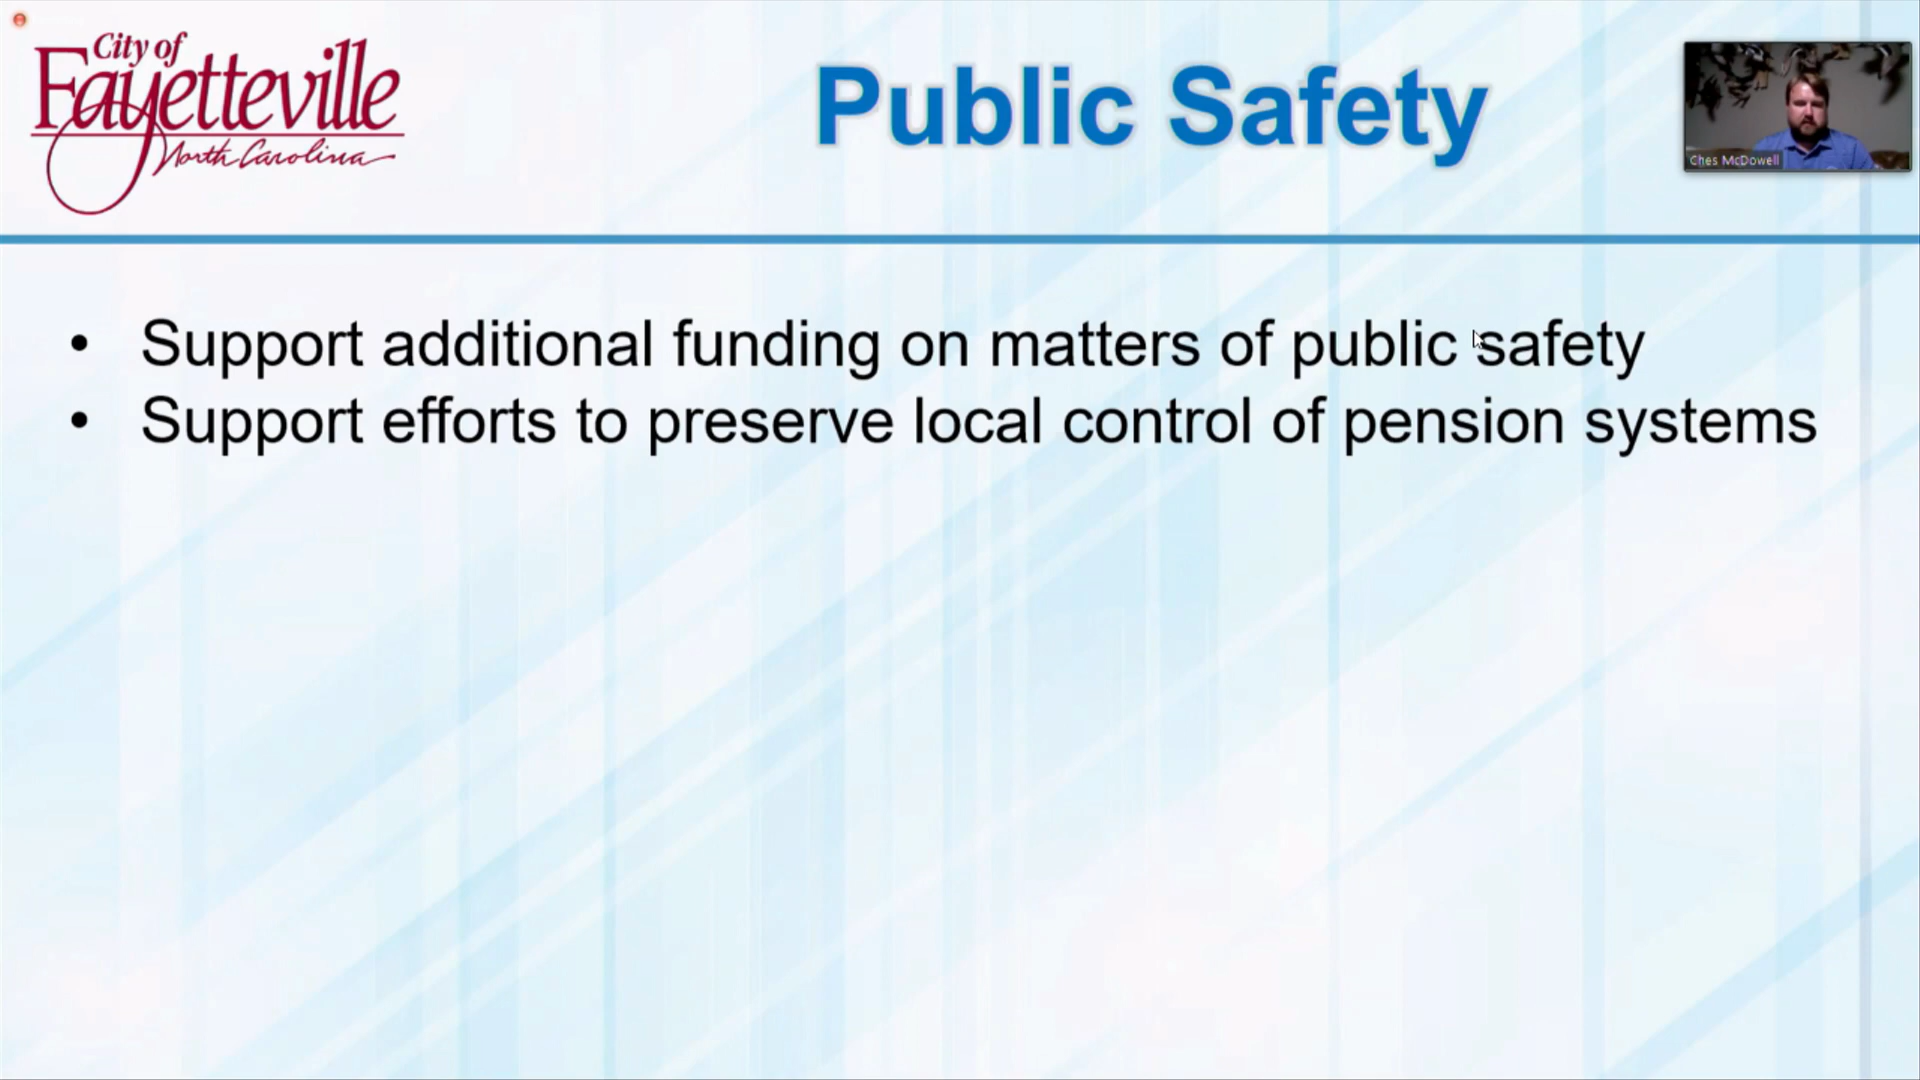 City of
Fayetteville
North Carolina
Public Safety
Ches McDowell
• Support additional funding on matters of public safety
• Support efforts to preserve local control of pension systems